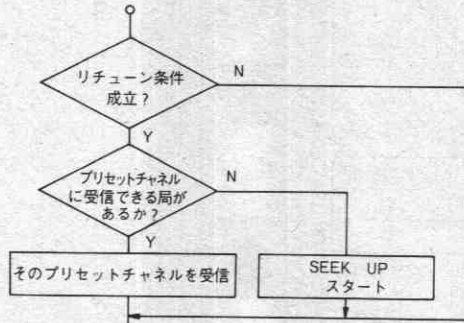 リチューン条件
成立？
N
Y
プリセットチャネル
に受信できる局が
あるか？
N
Y
そのプリセットチャネルを受信
SEEK UP
スタート